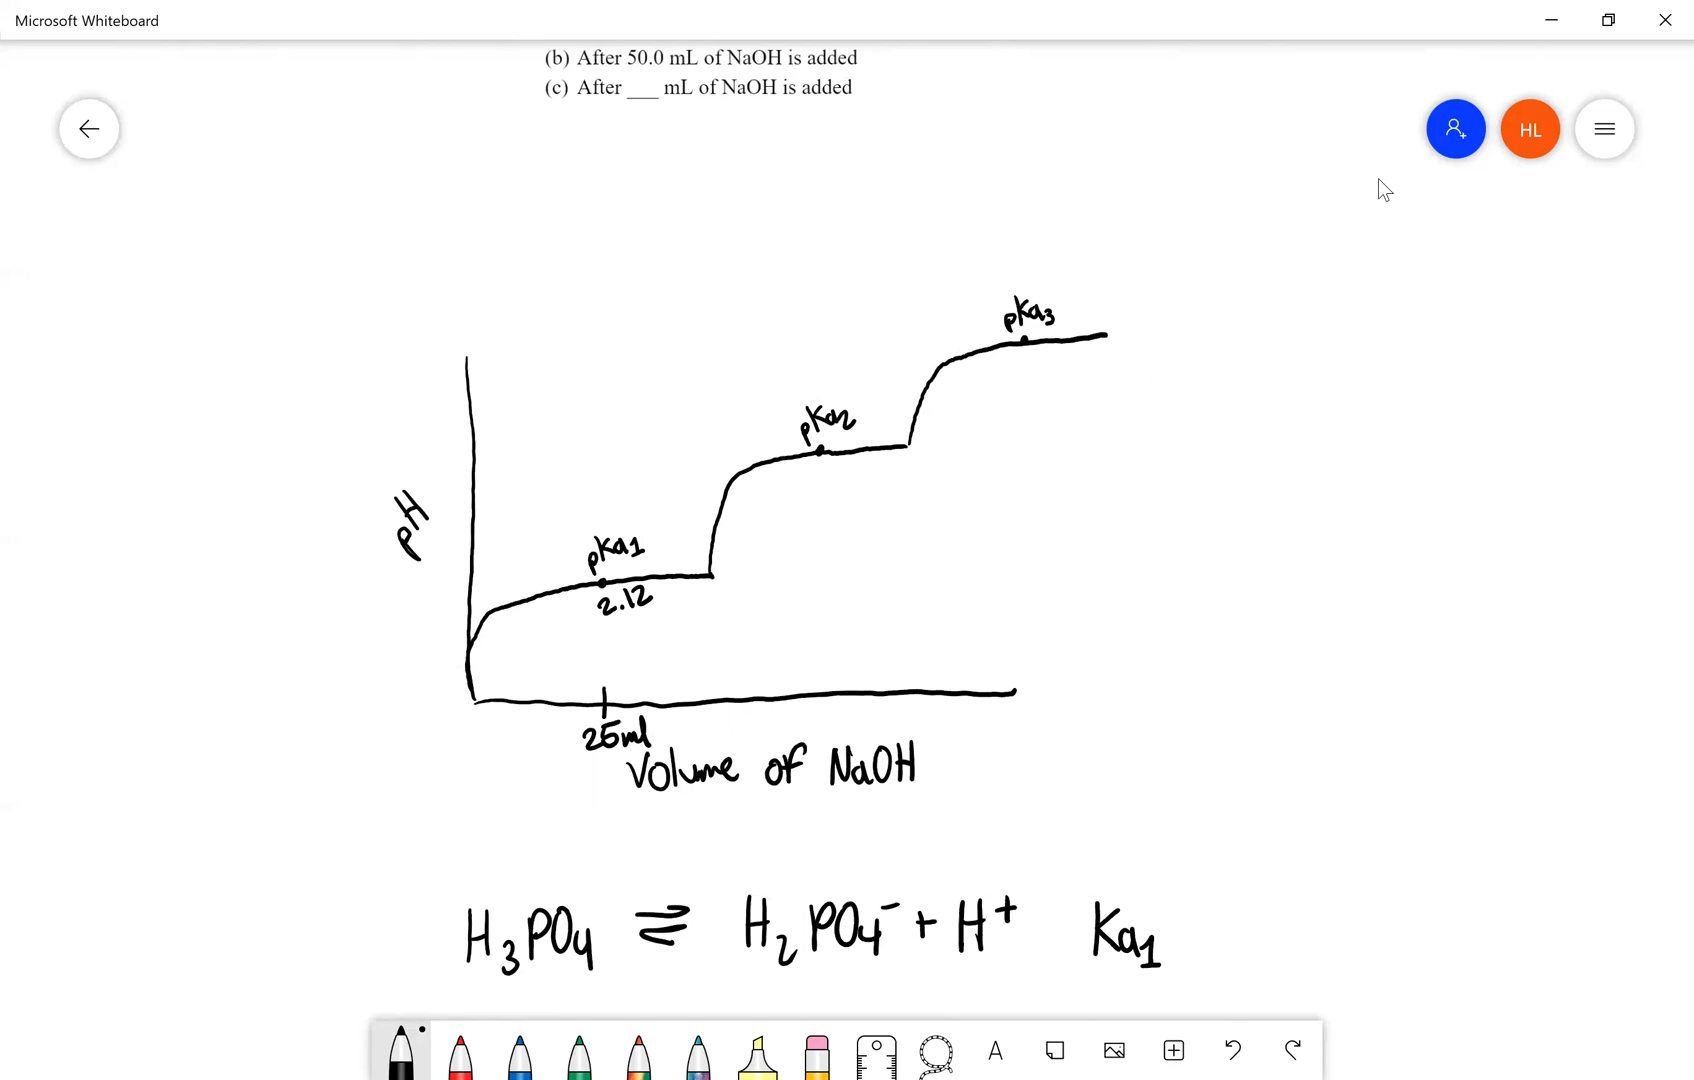 Microsoft Whiteboard
(b) After 50.0 mL of NaOH is added
(c) After ___ mL of NaOH is added
HL
pKa3
pKa2
pH
pKa1
2.12
25ml
Volume of NaOH
H₃PO₄ ⇌ H₂PO₄⁻ + H⁺ Ka₁
A